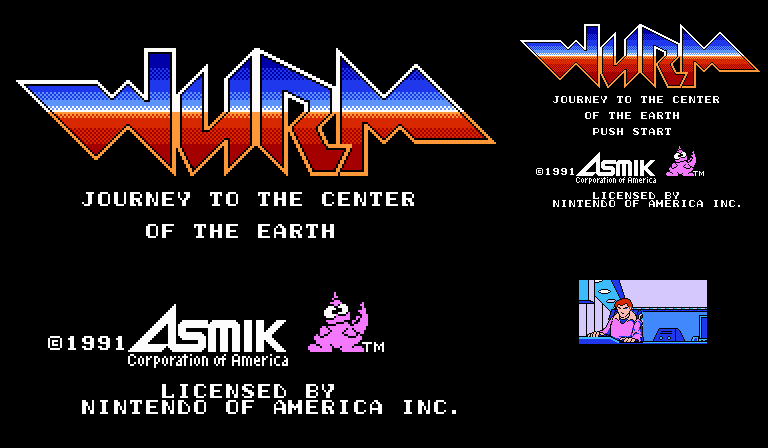 WURM
JOURNEY TO THE CENTER
OF THE EARTH
©1991 ASMIK
Corporation of America
TM
LICENSED BY
NINTENDO OF AMERICA INC.
WURM
JOURNEY TO THE CENTER
OF THE EARTH
PUSH START
©1991 ASMIK
Corporation of America
TM
LICENSED BY
NINTENDO OF AMERICA INC.